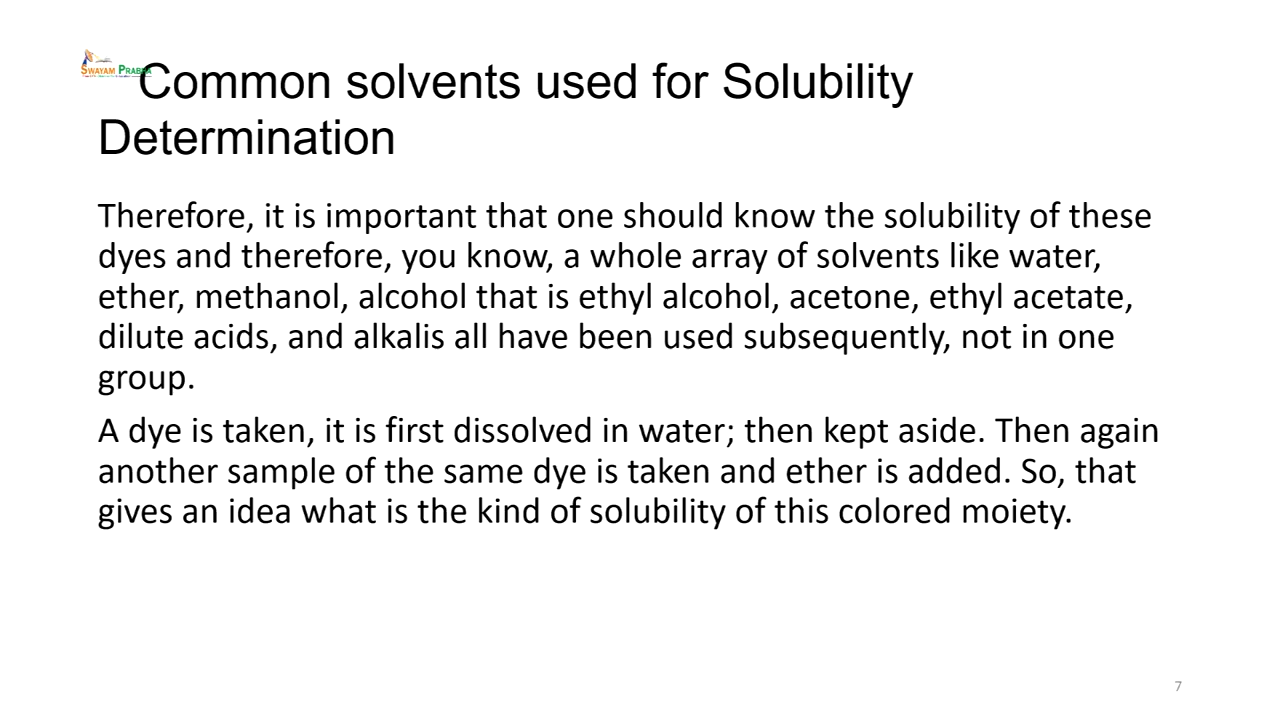 SWAYAM PRABHA
Common solvents used for Solubility
Determination
Therefore, it is important that one should know the solubility of these
dyes and therefore, you know, a whole array of solvents like water,
ether, methanol, alcohol that is ethyl alcohol, acetone, ethyl acetate,
dilute acids, and alkalis all have been used subsequently, not in one
group.
A dye is taken, it is first dissolved in water; then kept aside. Then again
another sample of the same dye is taken and ether is added. So, that
gives an idea what is the kind of solubility of this colored moiety.
7